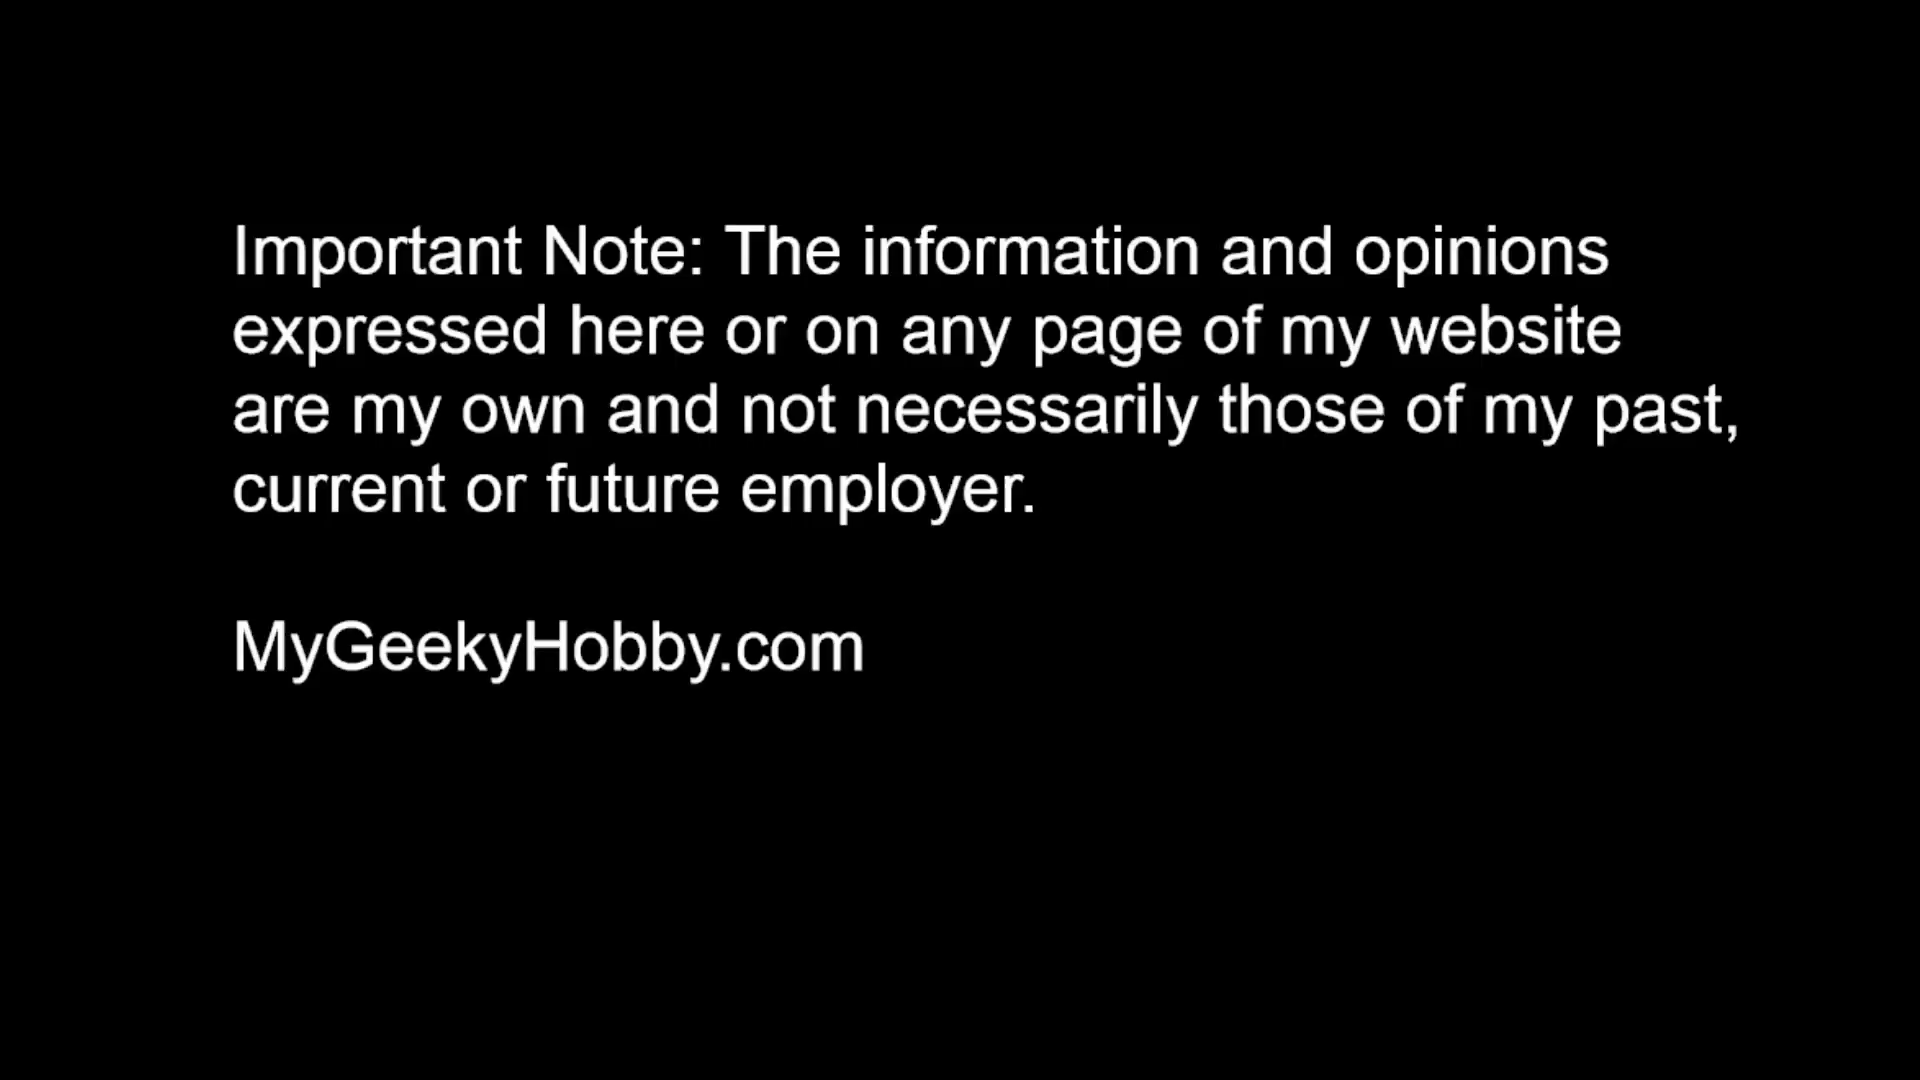 Important Note: The information and opinions
expressed here or on any page of my website
are my own and not necessarily those of my past,
current or future employer.
MyGeekyHobby.com